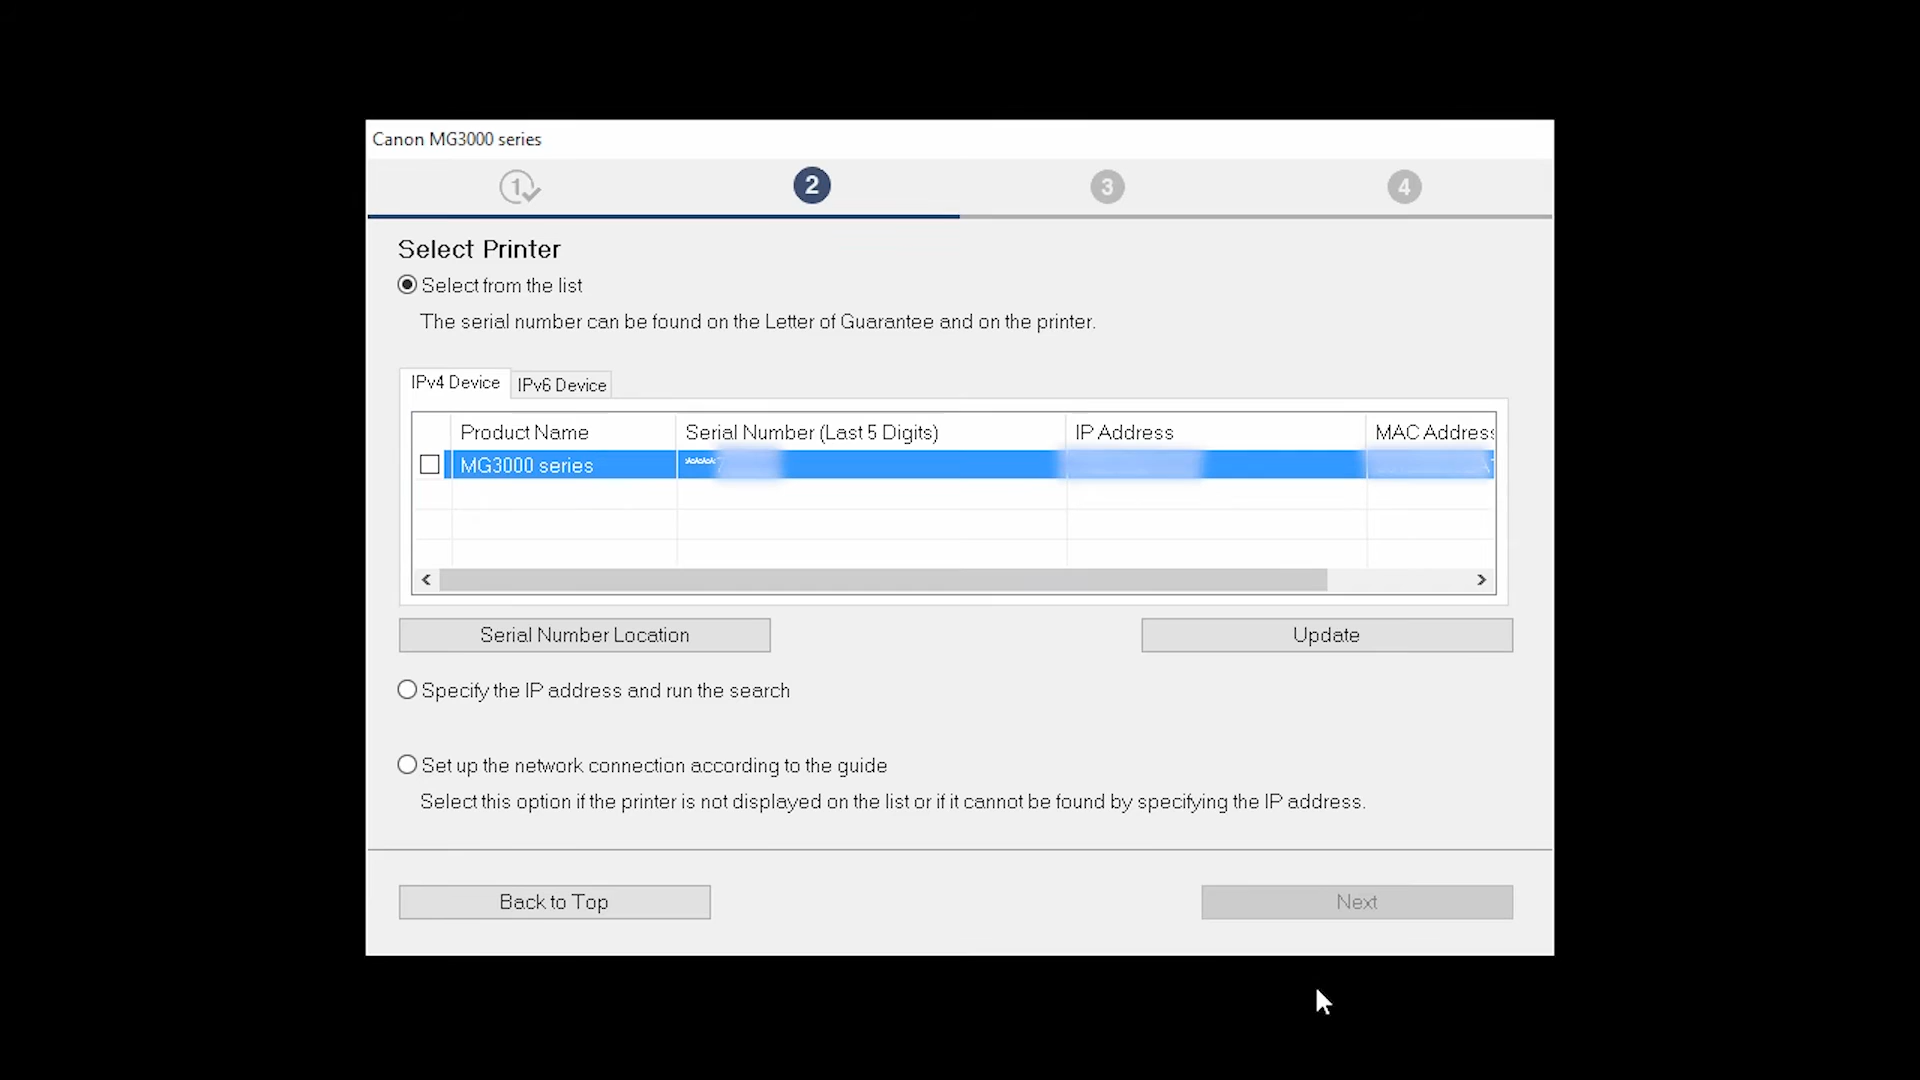 Canon MG3000 series
1 2 3 4
Select Printer
Select from the list
The serial number can be found on the Letter of Guarantee and on the printer.
IPv4 Device IPv6 Device
Product Name Serial Number (Last 5 Digits) IP Address MAC Address
MG3000 series ****
Serial Number Location Update
Specify the IP address and run the search
Set up the network connection according to the guide
Select this option if the printer is not displayed on the list or if it cannot be found by specifying the IP address.
Back to Top Next